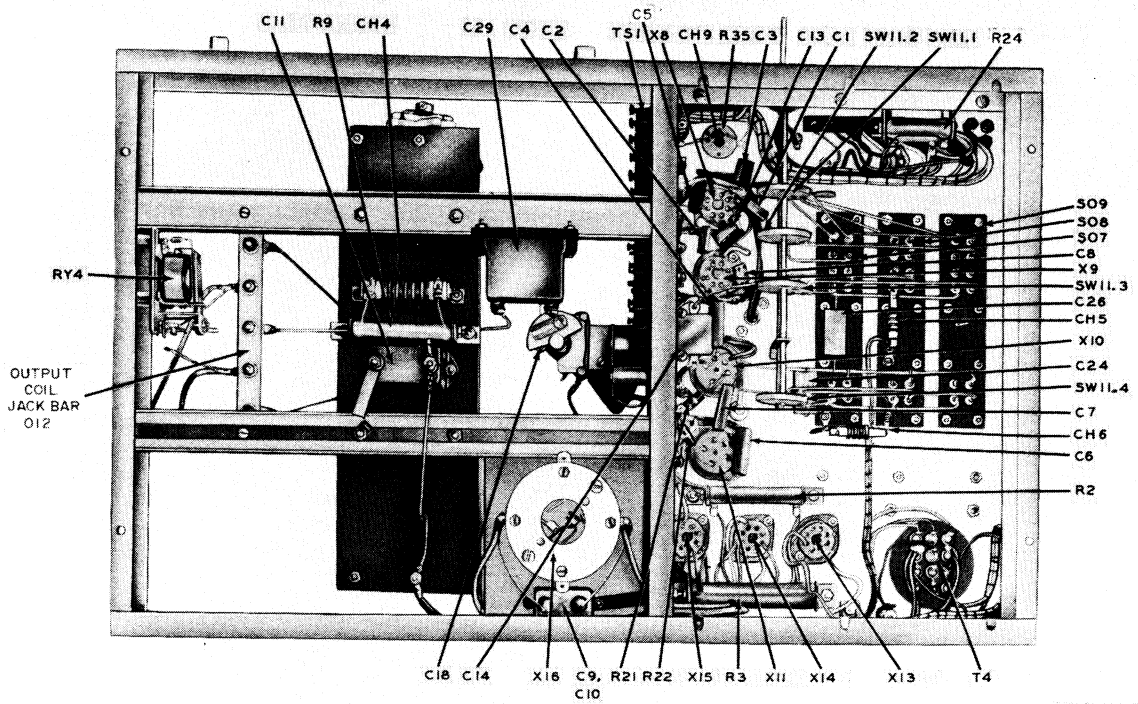 C11 R9 CH4 C29 C4 C2 C5 TS1 X8 CH9 R35 C3 C13 C1 SW11.2 SW11.1 R24
SO9
SO8
SO7
C8
X9
SW11.3
C26
CH5
X10
C24
SW11.4
C7
CH6
C6
R2
RY4
OUTPUT
COIL
JACK BAR
O12
C18 C14 X16 C9, R21 R22 X15 R3 X11 X14 X13 T4
C10